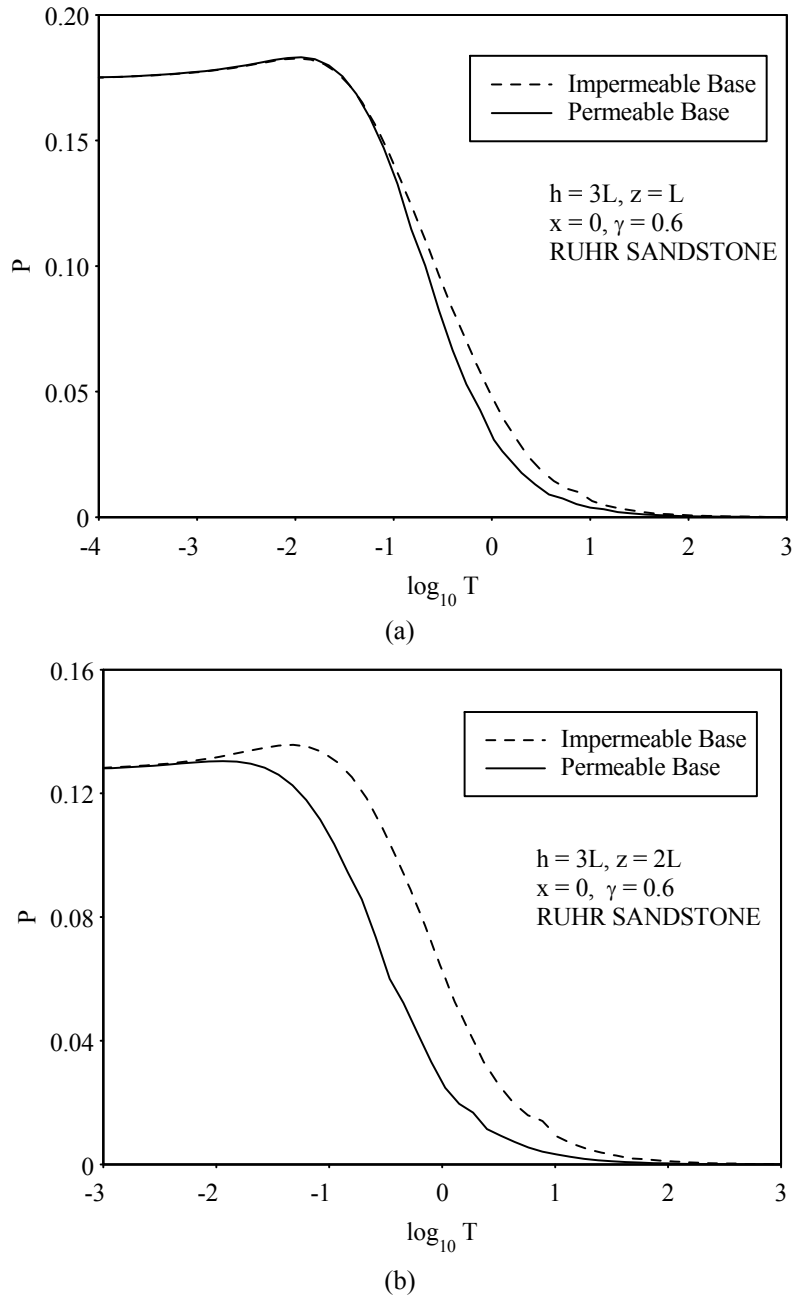 0.20
0.15
0.10
0.05
0
P
Impermeable Base
Permeable Base
h = 3L, z = L
x = 0, γ = 0.6
RUHR SANDSTONE
-4 -3 -2 -1 0 1 2 3
log10 T
(a)
0.16
0.12
0.08
0.04
0
P
Impermeable Base
Permeable Base
h = 3L, z = 2L
x = 0, γ = 0.6
RUHR SANDSTONE
-3 -2 -1 0 1 2 3
log10 T
(b)